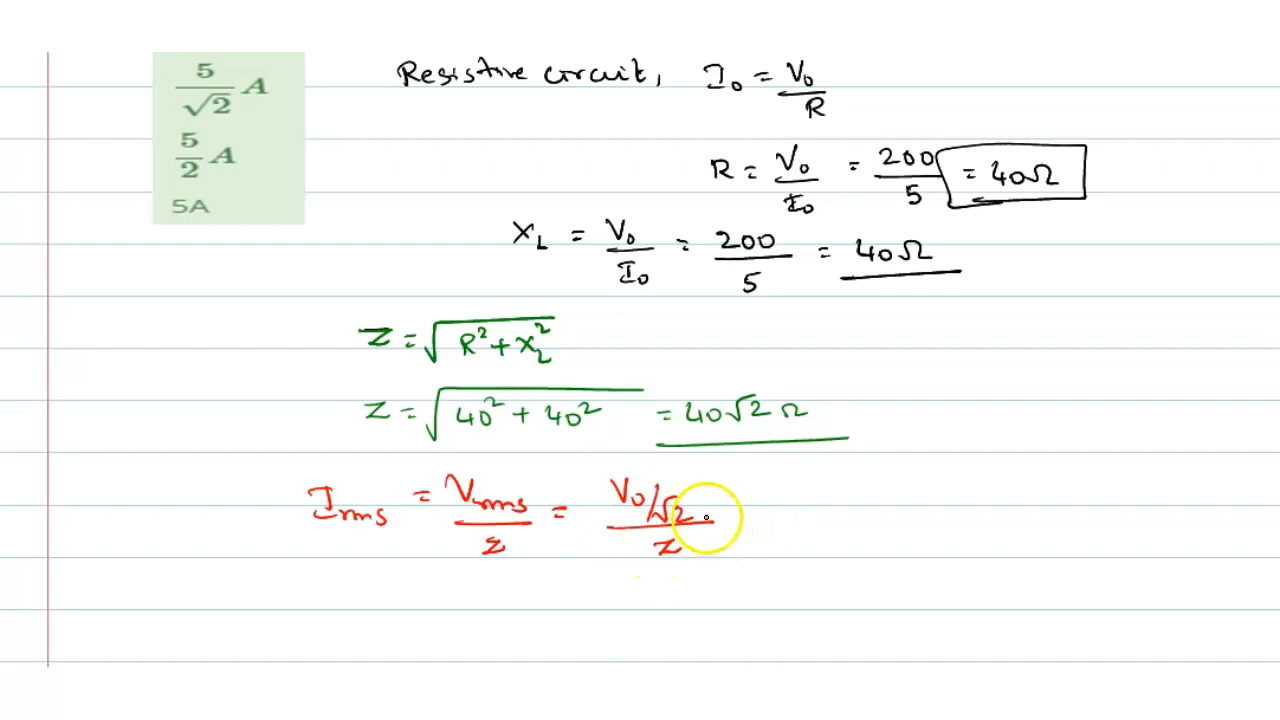 5/√2 A
5/2 A
5A
Resistive circuit, I₀ = V₀/R
R = V₀/I₀ = 200/5 = 40Ω
X_L = V₀/I₀ = 200/5 = 40Ω
Z = √(R² + X_L²)
Z = √(40² + 40²) = 40√2 Ω
I_rms = V_rms/Z = (V₀/√2)/Z